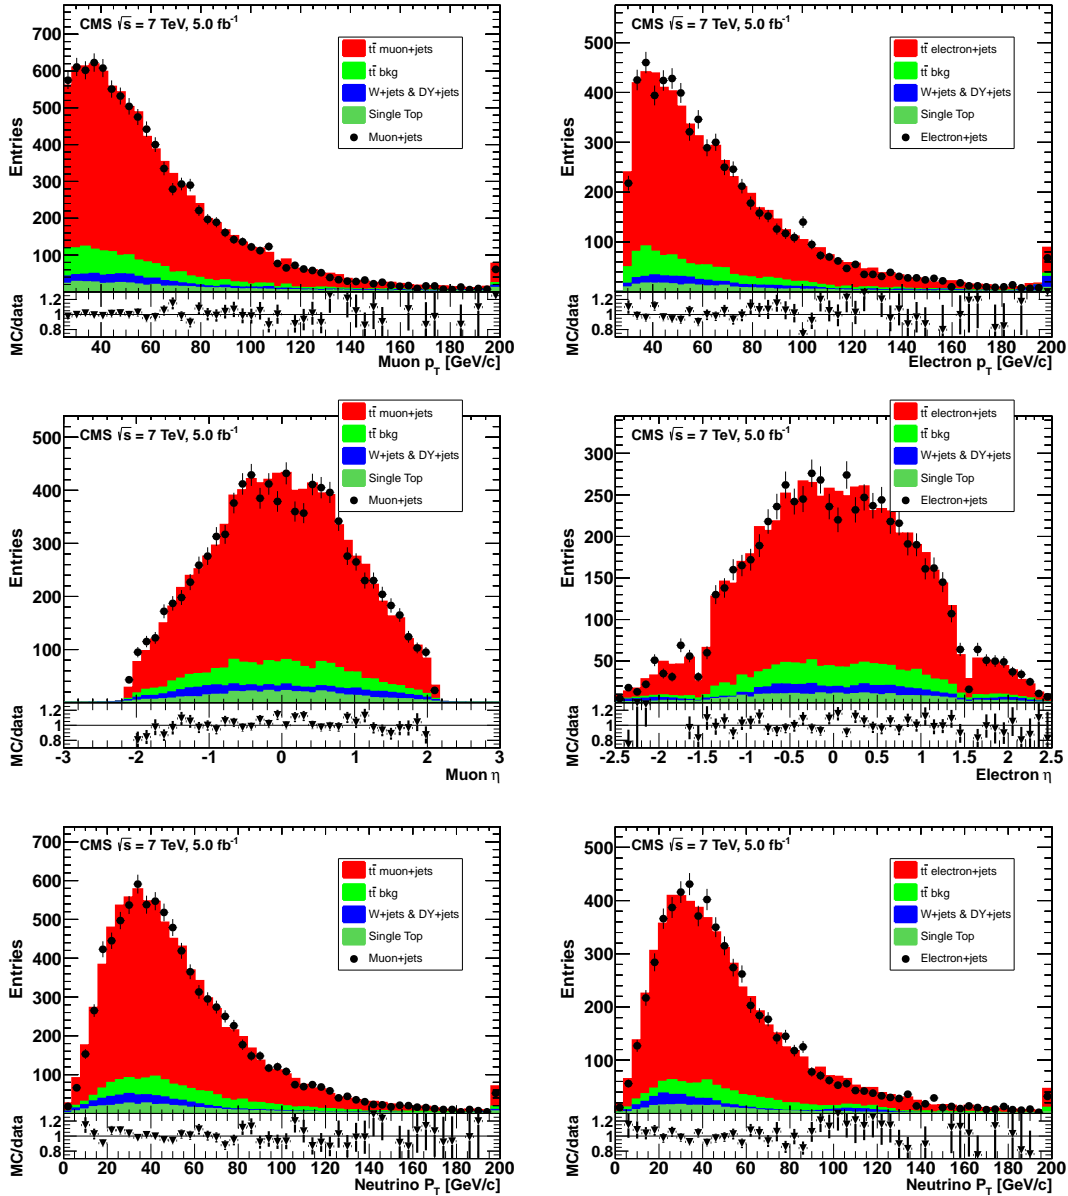 CMS √s = 7 TeV, 5.0 fb⁻¹
tt̄ muon+jets
tt̄ bkg
W+jets & DY+jets
Single Top
Muon+jets
Entries
700
600
500
400
300
200
100
MC/data
1.2
1
0.8
40 60 80 100 120 140 160 180 200
Muon p_T [GeV/c]
CMS √s = 7 TeV, 5.0 fb⁻¹
tt̄ electron+jets
tt̄ bkg
W+jets & DY+jets
Single Top
Electron+jets
Entries
500
400
300
200
100
MC/data
1.2
1
0.8
40 60 80 100 120 140 160 180 200
Electron p_T [GeV/c]
CMS √s = 7 TeV, 5.0 fb⁻¹
tt̄ muon+jets
tt̄ bkg
W+jets & DY+jets
Single Top
Muon+jets
Entries
500
400
300
200
100
MC/data
1.2
1
0.8
-3 -2 -1 0 1 2 3
Muon η
CMS √s = 7 TeV, 5.0 fb⁻¹
tt̄ electron+jets
tt̄ bkg
W+jets & DY+jets
Single Top
Electron+jets
Entries
300
250
200
150
100
50
MC/data
1.2
1
0.8
-2.5 -2 -1.5 -1 -0.5 0 0.5 1 1.5 2 2.5
Electron η
CMS √s = 7 TeV, 5.0 fb⁻¹
tt̄ muon+jets
tt̄ bkg
W+jets & DY+jets
Single Top
Muon+jets
Entries
700
600
500
400
300
200
100
MC/data
1.2
1
0.8
0 20 40 60 80 100 120 140 160 180 200
Neutrino P_T [GeV/c]
CMS √s = 7 TeV, 5.0 fb⁻¹
tt̄ electron+jets
tt̄ bkg
W+jets & DY+jets
Single Top
Electron+jets
Entries
500
400
300
200
100
MC/data
1.2
1
0.8
0 20 40 60 80 100 120 140 160 180 200
Neutrino P_T [GeV/c]